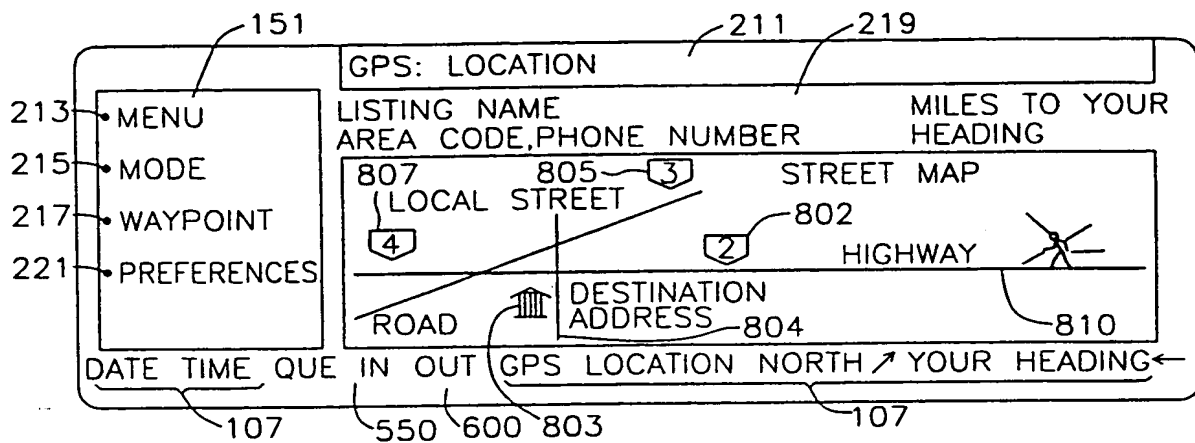 151
211
219
GPS: LOCATION
213 MENU
215 MODE
217 WAYPOINT
221 PREFERENCES
LISTING NAME
AREA CODE,PHONE NUMBER
MILES TO YOUR
HEADING
807
805
3
STREET MAP
LOCAL STREET
4
2
802
HIGHWAY
ROAD
DESTINATION
ADDRESS
804
810
DATE TIME QUE IN OUT GPS LOCATION NORTH↗YOUR HEADING←
107
550
600
803
107